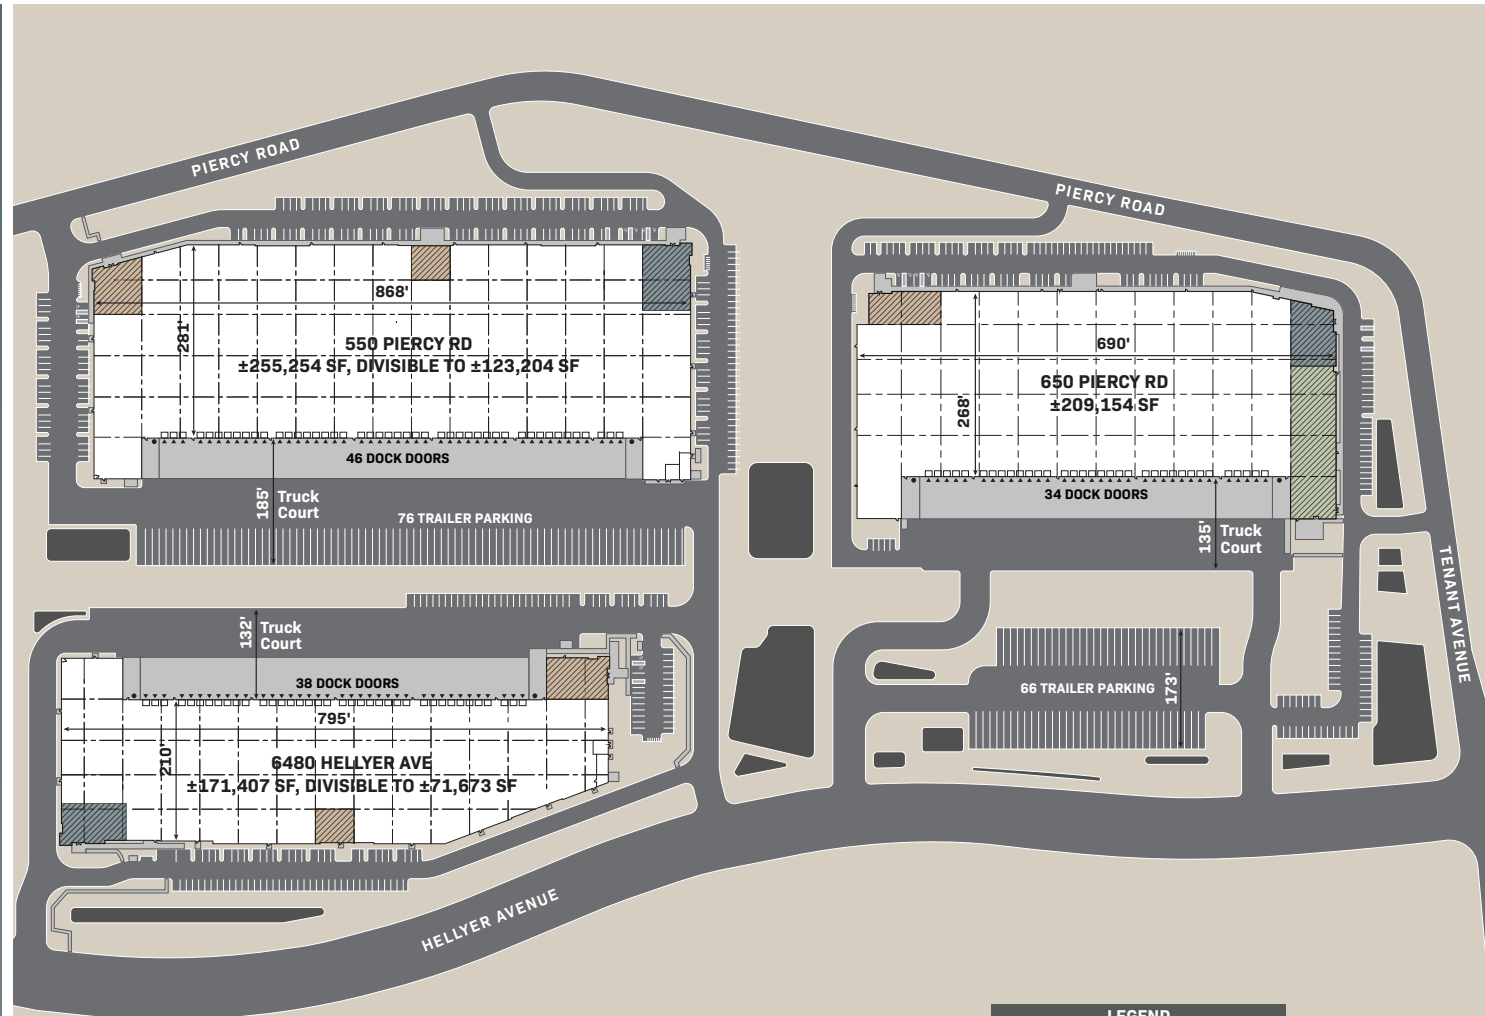 PIERCY ROAD
PIERCY ROAD
868'
281'
550 PIERCY RD
±255,254 SF, DIVISIBLE TO ±123,204 SF
46 DOCK DOORS
185'
Truck
Court
76 TRAILER PARKING
690'
268'
650 PIERCY RD
±209,154 SF
34 DOCK DOORS
135'
Truck
Court
TENANT AVENUE
132'
Truck
Court
38 DOCK DOORS
795'
210'
6480 HELLYER AVE
±171,407 SF, DIVISIBLE TO ±71,673 SF
66 TRAILER PARKING
173'
HELLYER AVENUE
LEGEND